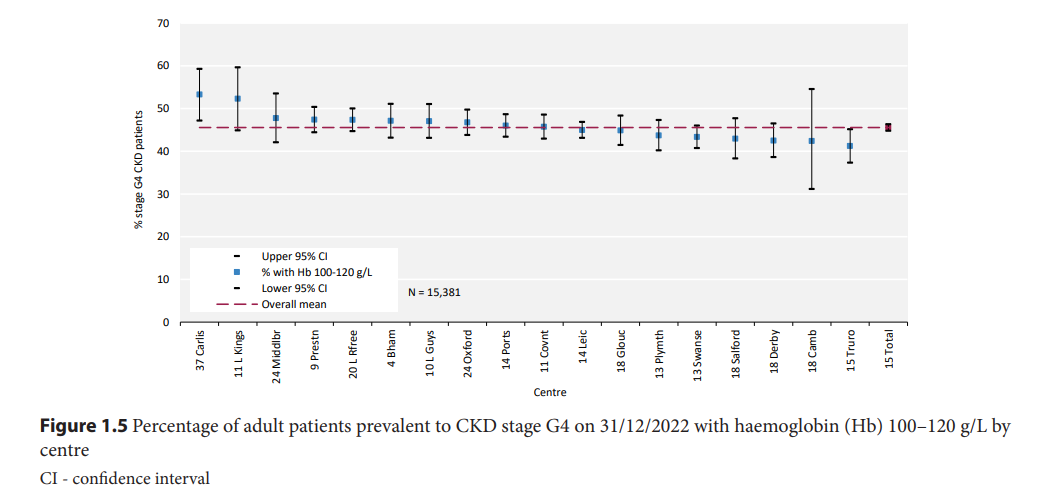 70
60
50
40
30
20
10
0
% stage G4 CKD patients
Upper 95% CI
% with Hb 100-120 g/L
Lower 95% CI
Overall mean
N = 15,381
37 Carlis
11 L Kings
24 Middlbr
9 Prestn
20 L Rfree
4 Bham
10 L Guys
24 Oxford
14 Ports
11 Covnt
14 Leic
18 Glouc
13 Plymth
13 Swanse
18 Salford
18 Derby
18 Camb
15 Truro
15 Total
Centre
Figure 1.5 Percentage of adult patients prevalent to CKD stage G4 on 31/12/2022 with haemoglobin (Hb) 100–120 g/L by
centre
CI - confidence interval